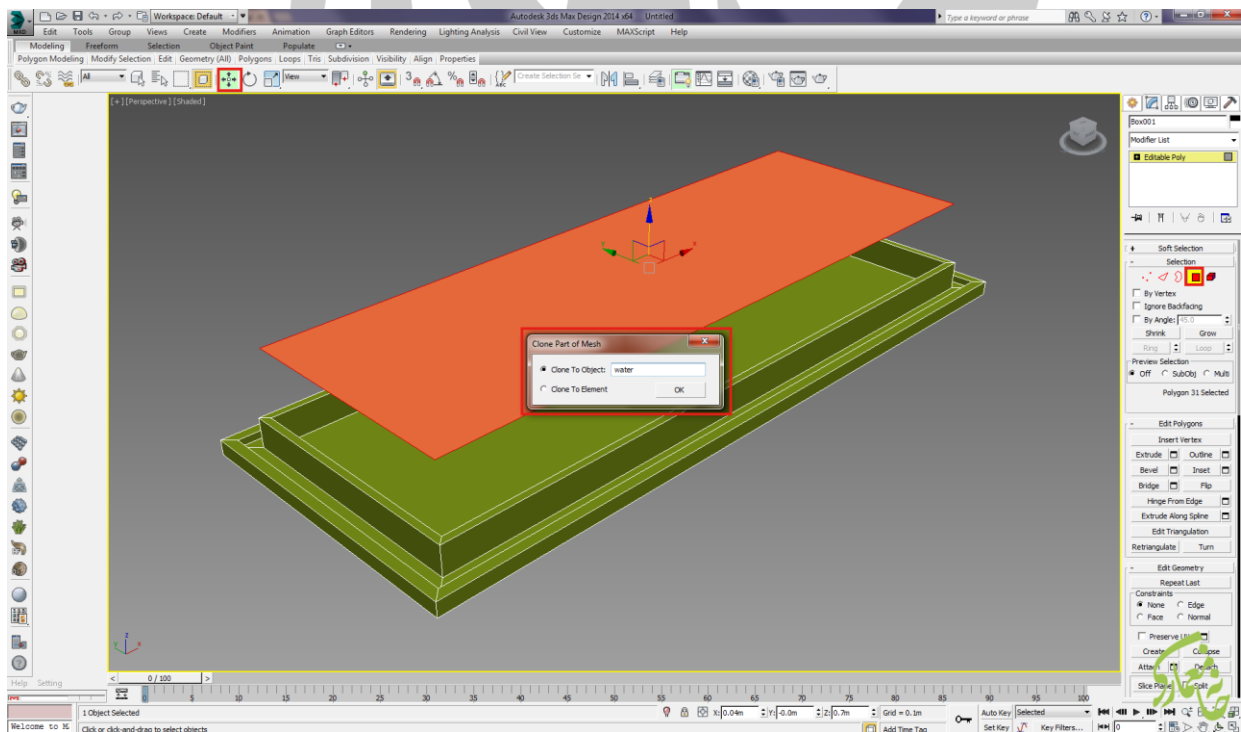 Workspace: Default
Autodesk 3ds Max Design 2014 x64 Untitled
Type a keyword or phrase
MXD
Edit Tools Group Views Create Modifiers Animation Graph Editors Rendering Lighting Analysis Civil View Customize MAXScript Help
Modeling Freeform Selection Object Paint Populate
Polygon Modeling Modify Selection Edit Geometry (All) Polygons Loops Tris Subdivision Visibility Align Properties
All View Create Selection Se
[+] [Perspective] [Shaded]
Box001
Modifier List
Editable Poly
Soft Selection
Selection
By Vertex
Ignore Backfacing
By Angle: 45.0
Shrink Grow
Ring Loop
Preview Selection
Off SubObj Multi
Polygon 31 Selected
Edit Polygons
Insert Vertex
Extrude Outline
Bevel Inset
Bridge Flip
Hinge From Edge
Extrude Along Spline
Edit Triangulation
Retriangulate Turn
Edit Geometry
Repeat Last
Constraints
None Edge
Face Normal
Preserve
Create Collapse
Attach Detach
Slice Plane Split
Clone Part of Mesh
Clone To Object: water
Clone To Element
OK
z
y
x
Help Setting
0 / 100
0 5 10 15 20 25 30 35 40 45 50 55 60 65 70 75 80 85 90 95 100
1 Object Selected
X: 0.04m Y: -0.0m Z: 0.7m Grid = 0.1m
Auto Key Selected
Welcome to M
Click or click-and-drag to select objects
Add Time Tag
Set Key Key Filters...
0